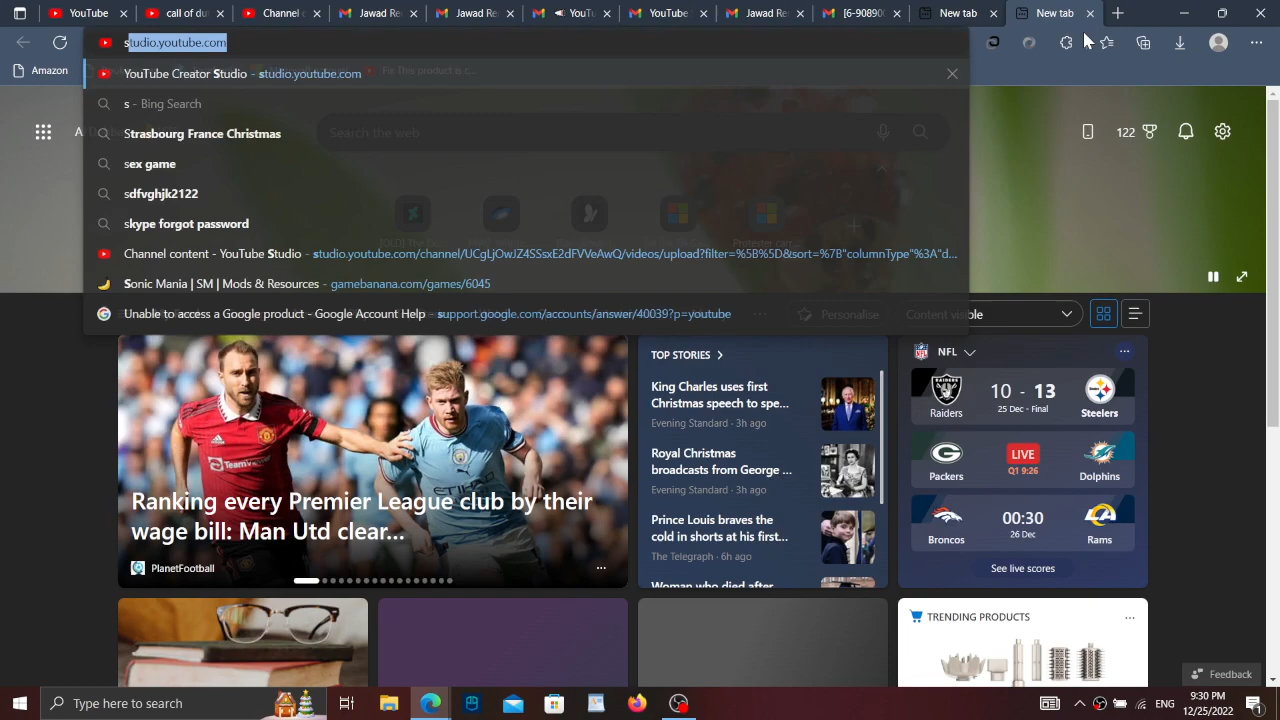 YouTube
call of du
Channel c
Jawad Re
Jawad Re
YouTu
YouTube
Jawad Re
[6-90890
New tab
New tab
studio.youtube.com
Amazon
Fix This product is c...
YouTube Creator Studio - studio.youtube.com
s - Bing Search
Strasbourg France Christmas
sex game
sdfvghjk2122
skype forgot password
Channel content - YouTube Studio - studio.youtube.com/channel/UCgLjOwJZ4SSsxE2dFVVeAwQ/videos/upload?filter=%5B%5D&sort=%7B"columnType"%3A"d...
Sonic Mania | SM | Mods & Resources - gamebanana.com/games/6045
Unable to access a Google product - Google Account Help - support.google.com/accounts/answer/40039?p=youtube
Search the web
122
Personalise
Content visible
Ranking every Premier League club by their
wage bill: Man Utd clear...
PlanetFootball
TOP STORIES
King Charles uses first
Christmas speech to spe...
Evening Standard · 3h ago
Royal Christmas
broadcasts from George ...
Evening Standard · 3h ago
Prince Louis braves the
cold in shorts at his first...
The Telegraph · 6h ago
Woman who died after
NFL
10 - 13
Raiders
25 Dec - Final
Steelers
LIVE
Q1 9:26
Packers
Dolphins
00:30
26 Dec
Broncos
Rams
See live scores
TRENDING PRODUCTS
Feedback
Type here to search
ENG
9:30 PM
12/25/2022
1